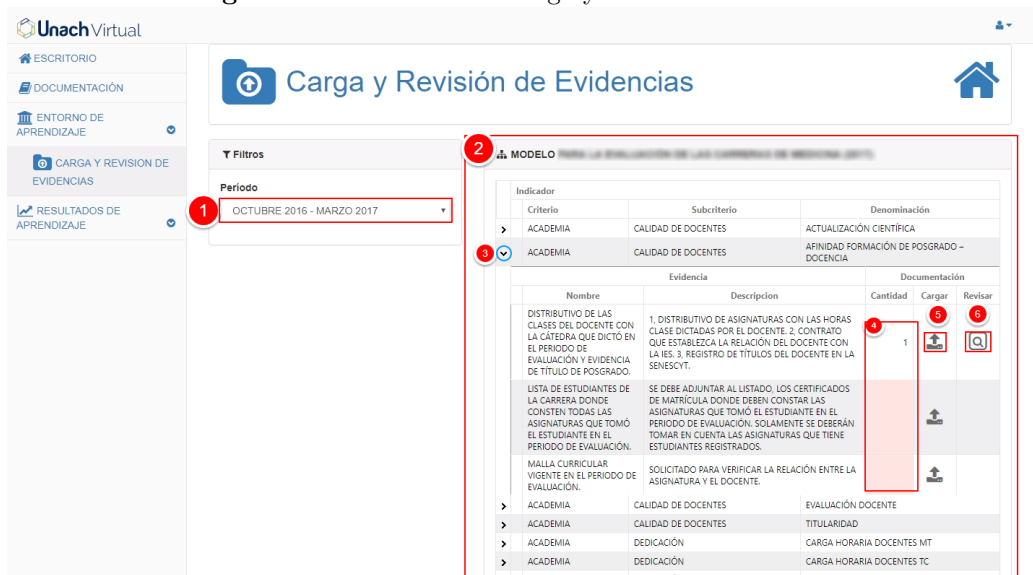 Unach Virtual
ESCRITORIO
DOCUMENTACIÓN
ENTORNO DE
APRENDIZAJE
CARGA Y REVISION DE
EVIDENCIAS
RESULTADOS DE
APRENDIZAJE
Carga y Revisión de Evidencias
Filtros
Período
1
OCTUBRE 2016 - MARZO 2017
2
MODELO
Indicador
Criterio Subcriterio Denominación
ACADEMIA CALIDAD DE DOCENTES ACTUALIZACIÓN CIENTÍFICA
3
ACADEMIA CALIDAD DE DOCENTES AFINIDAD FORMACIÓN DE POSGRADO –
DOCENCIA
Evidencia Documentación
Nombre Descripcion Cantidad Cargar Revisar
DISTRIBUTIVO DE LAS
CLASES DEL DOCENTE CON
LA CÁTEDRA QUE DICTÓ EN
EL PERIODO DE
EVALUACIÓN Y EVIDENCIA
DE TÍTULO DE POSGRADO.
1, DISTRIBUTIVO DE ASIGNATURAS CON LAS HORAS
CLASE DICTADAS POR EL DOCENTE. 2, CONTRATO
QUE ESTABLEZCA LA RELACIÓN DEL DOCENTE CON
LA IES. 3, REGISTRO DE TÍTULOS DEL DOCENTE EN LA
SENESCYT.
4
1
5
6
LISTA DE ESTUDIANTES DE
LA CARRERA DONDE
CONSTEN TODAS LAS
ASIGNATURAS QUE TOMÓ
EL ESTUDIANTE EN EL
PERIODO DE EVALUACIÓN.
SE DEBE ADJUNTAR AL LISTADO, LOS CERTIFICADOS
DE MATRÍCULA DONDE DEBEN CONSTAR LAS
ASIGNATURAS QUE TOMÓ EL ESTUDIANTE EN EL
PERIODO DE EVALUACIÓN. SOLAMENTE SE DEBERÁN
TOMAR EN CUENTA LAS ASIGNATURAS QUE TIENE
ESTUDIANTES REGISTRADOS.
MALLA CURRICULAR
VIGENTE EN EL PERIODO DE
EVALUACIÓN.
SOLICITADO PARA VERIFICAR LA RELACIÓN ENTRE LA
ASIGNATURA Y EL DOCENTE.
ACADEMIA CALIDAD DE DOCENTES EVALUACIÓN DOCENTE
ACADEMIA CALIDAD DE DOCENTES TITULARIDAD
ACADEMIA DEDICACIÓN CARGA HORARIA DOCENTES MT
ACADEMIA DEDICACIÓN CARGA HORARIA DOCENTES TC